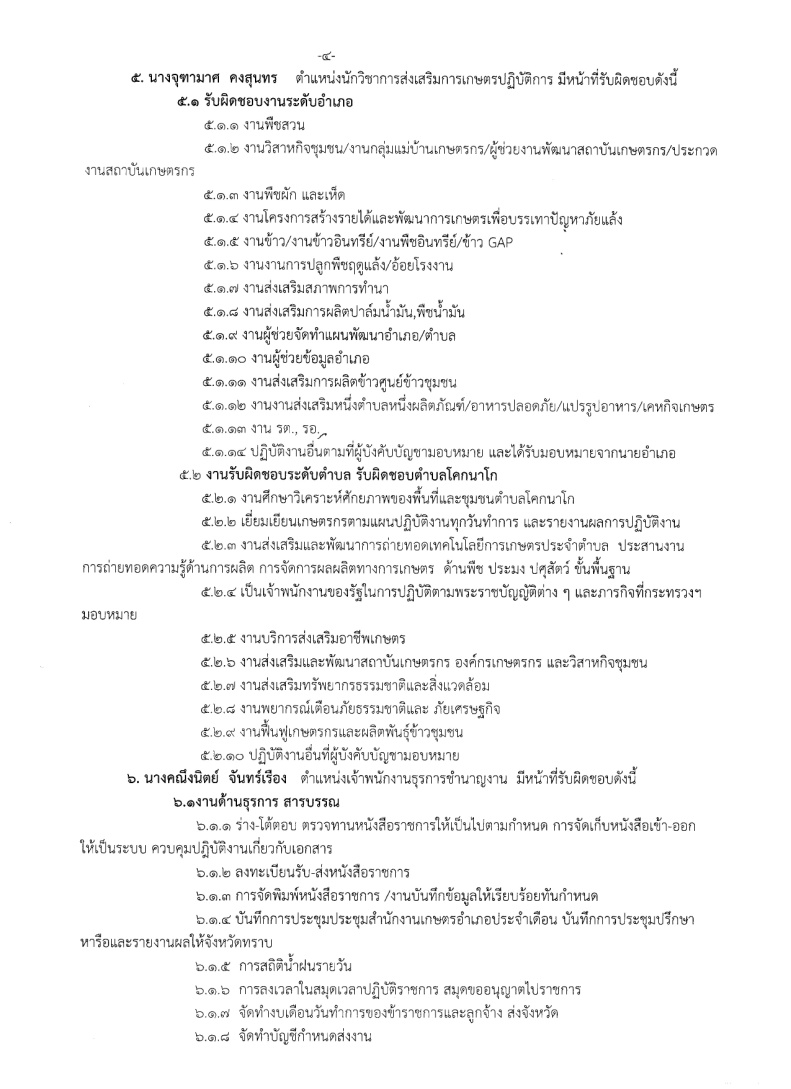 -๔-
๕. นางจุฑามาศ คงสุนทร ตำแหน่งนักวิชาการส่งเสริมการเกษตรปฏิบัติการ มีหน้าที่รับผิดชอบดังนี้
๕.๑ รับผิดชอบงานระดับอำเภอ
๕.๑.๑ งานพืชสวน
๕.๑.๒ งานวิสาหกิจชุมชน/งานกลุ่มแม่บ้านเกษตรกร/ผู้ช่วยงานพัฒนาสถาบันเกษตรกร/ประกวด
งานสถาบันเกษตรกร
๕.๑.๓ งานพืชผัก และเห็ด
๕.๑.๔ งานโครงการสร้างรายได้และพัฒนาการเกษตรเพื่อบรรเทาปัญหาภัยแล้ง
๕.๑.๕ งานข้าว/งานข้าวอินทรีย์/งานพืชอินทรีย์/ข้าว GAP
๕.๑.๖ งานงานการปลูกพืชฤดูแล้ง/อ้อยโรงงาน
๕.๑.๗ งานส่งเสริมสภาพการทำนา
๕.๑.๘ งานส่งเสริมการผลิตปาล์มน้ำมัน,พืชน้ำมัน
๕.๑.๙ งานผู้ช่วยจัดทำแผนพัฒนาอำเภอ/ตำบล
๕.๑.๑๐ งานผู้ช่วยข้อมูลอำเภอ
๕.๑.๑๑ งานส่งเสริมการผลิตข้าวศูนย์ข้าวชุมชน
๕.๑.๑๒ งานงานส่งเสริมหนึ่งตำบลหนึ่งผลิตภัณฑ์/อาหารปลอดภัย/แปรรูปอาหาร/เคหกิจเกษตร
๕.๑.๑๓ งาน รต., รอ.
๕.๑.๑๔ ปฏิบัติงานอื่นตามที่ผู้บังคับบัญชามอบหมาย และได้รับมอบหมายจากนายอำเภอ
๕.๒ งานรับผิดชอบระดับตำบล รับผิดชอบตำบลโคกนาโก
๕.๒.๑ งานศึกษาวิเคราะห์ศักยภาพของพื้นที่และชุมชนตำบลโคกนาโก
๕.๒.๒ เยี่ยมเยียนเกษตรกรตามแผนปฏิบัติงานทุกวันทำการ และรายงานผลการปฏิบัติงาน
๕.๒.๓ งานส่งเสริมและพัฒนาการถ่ายทอดเทคโนโลยีการเกษตรประจำตำบล ประสานงาน
การถ่ายทอดความรู้ด้านการผลิต การจัดการผลผลิตทางการเกษตร ด้านพืช ประมง ปศุสัตว์ ขั้นพื้นฐาน
๕.๒.๔ เป็นเจ้าพนักงานของรัฐในการปฏิบัติตามพระราชบัญญัติต่าง ๆ และภารกิจที่กระทรวงฯ
มอบหมาย
๕.๒.๕ งานบริการส่งเสริมอาชีพเกษตร
๕.๒.๖ งานส่งเสริมและพัฒนาสถาบันเกษตรกร องค์กรเกษตรกร และวิสาหกิจชุมชน
๕.๒.๗ งานส่งเสริมทรัพยากรธรรมชาติและสิ่งแวดล้อม
๕.๒.๘ งานพยากรณ์เตือนภัยธรรมชาติและ ภัยเศรษฐกิจ
๕.๒.๙ งานฟื้นฟูเกษตรกรและผลิตพันธุ์ข้าวชุมชน
๕.๒.๑๐ ปฏิบัติงานอื่นที่ผู้บังคับบัญชามอบหมาย
๖. นางคณึงนิตย์ จันทร์เรือง ตำแหน่งเจ้าพนักงานธุรการชำนาญงาน มีหน้าที่รับผิดชอบดังนี้
๖.๑งานด้านธุรการ สารบรรณ
๖.๑.๑ ร่าง-โต้ตอบ ตรวจทานหนังสือราชการให้เป็นไปตามกำหนด การจัดเก็บหนังสือเข้า-ออก
ให้เป็นระบบ ควบคุมปฎิบัติงานเกี่ยวกับเอกสาร
๖.๑.๒ ลงทะเบียนรับ-ส่งหนังสือราชการ
๖.๑.๓ การจัดพิมพ์หนังสือราชการ /งานบันทึกข้อมูลให้เรียบร้อยทันกำหนด
๖.๑.๔ บันทึกการประชุมประชุมสำนักงานเกษตรอำเภอประจำเดือน บันทึกการประชุมปรึกษา
หารือและรายงานผลให้จังหวัดทราบ
๖.๑.๕ การสถิติน้ำฝนรายวัน
๖.๑.๖ การลงเวลาในสมุดเวลาปฏิบัติราชการ สมุดขออนุญาตไปราชการ
๖.๑.๗ จัดทำงบเดือนวันทำการของข้าราชการและลูกจ้าง ส่งจังหวัด
๖.๑.๘ จัดทำบัญชีกำหนดส่งงาน